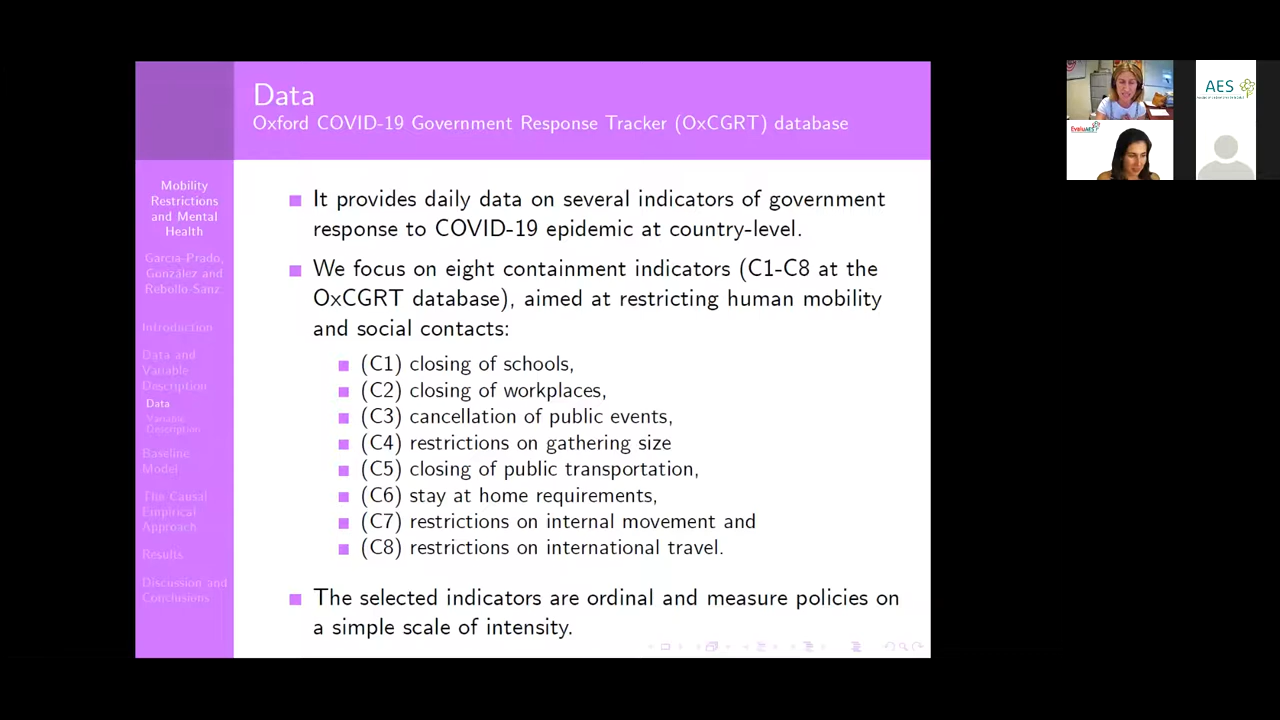 Data
Oxford COVID-19 Government Response Tracker (OxCGRT) database
Mobility
Restrictions
and Mental
Health
García-Prado,
González and
Rebollo-Sanz
Introduction
Data and
Variable
Description
Data
Variable
Description
Baseline
Model
The Causal
Empirical
Approach
Results
Discussion and
Conclusions
It provides daily data on several indicators of government
response to COVID-19 epidemic at country-level.
We focus on eight containment indicators (C1-C8 at the
OxCGRT database), aimed at restricting human mobility
and social contacts:
(C1) closing of schools,
(C2) closing of workplaces,
(C3) cancellation of public events,
(C4) restrictions on gathering size
(C5) closing of public transportation,
(C6) stay at home requirements,
(C7) restrictions on internal movement and
(C8) restrictions on international travel.
The selected indicators are ordinal and measure policies on
a simple scale of intensity.
AES
EvaluAES